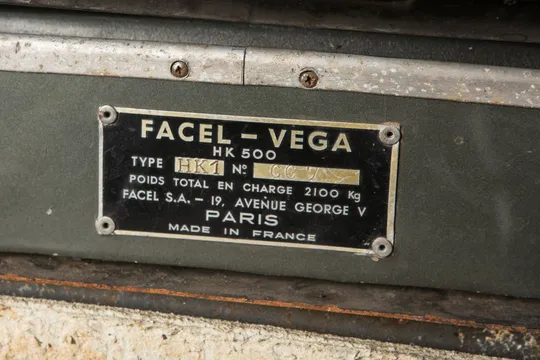 FACEL - VEGA
HK 500
TYPE HK1 Nº
POIDS TOTAL EN CHARGE 2100 Kg
FACEL S.A. - 19, AVENUE GEORGE V
PARIS
MADE IN FRANCE